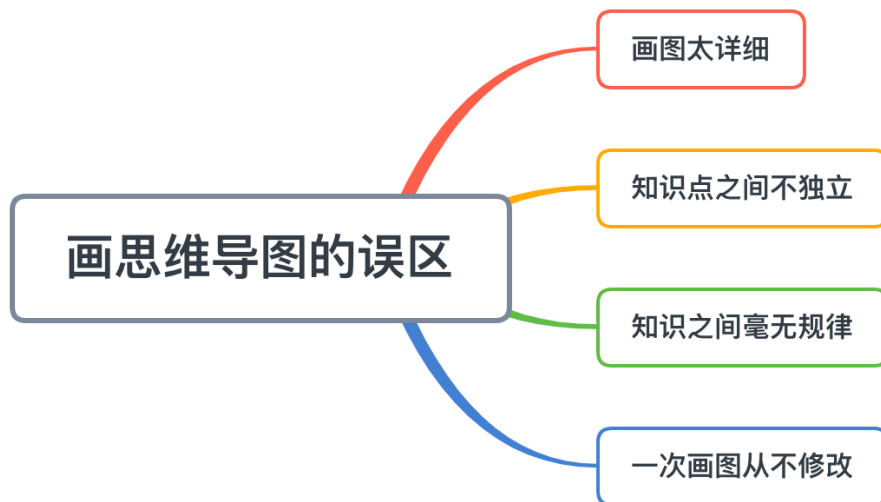 画图太详细
知识点之间不独立
画思维导图的误区
知识之间毫无规律
一次画图从不修改